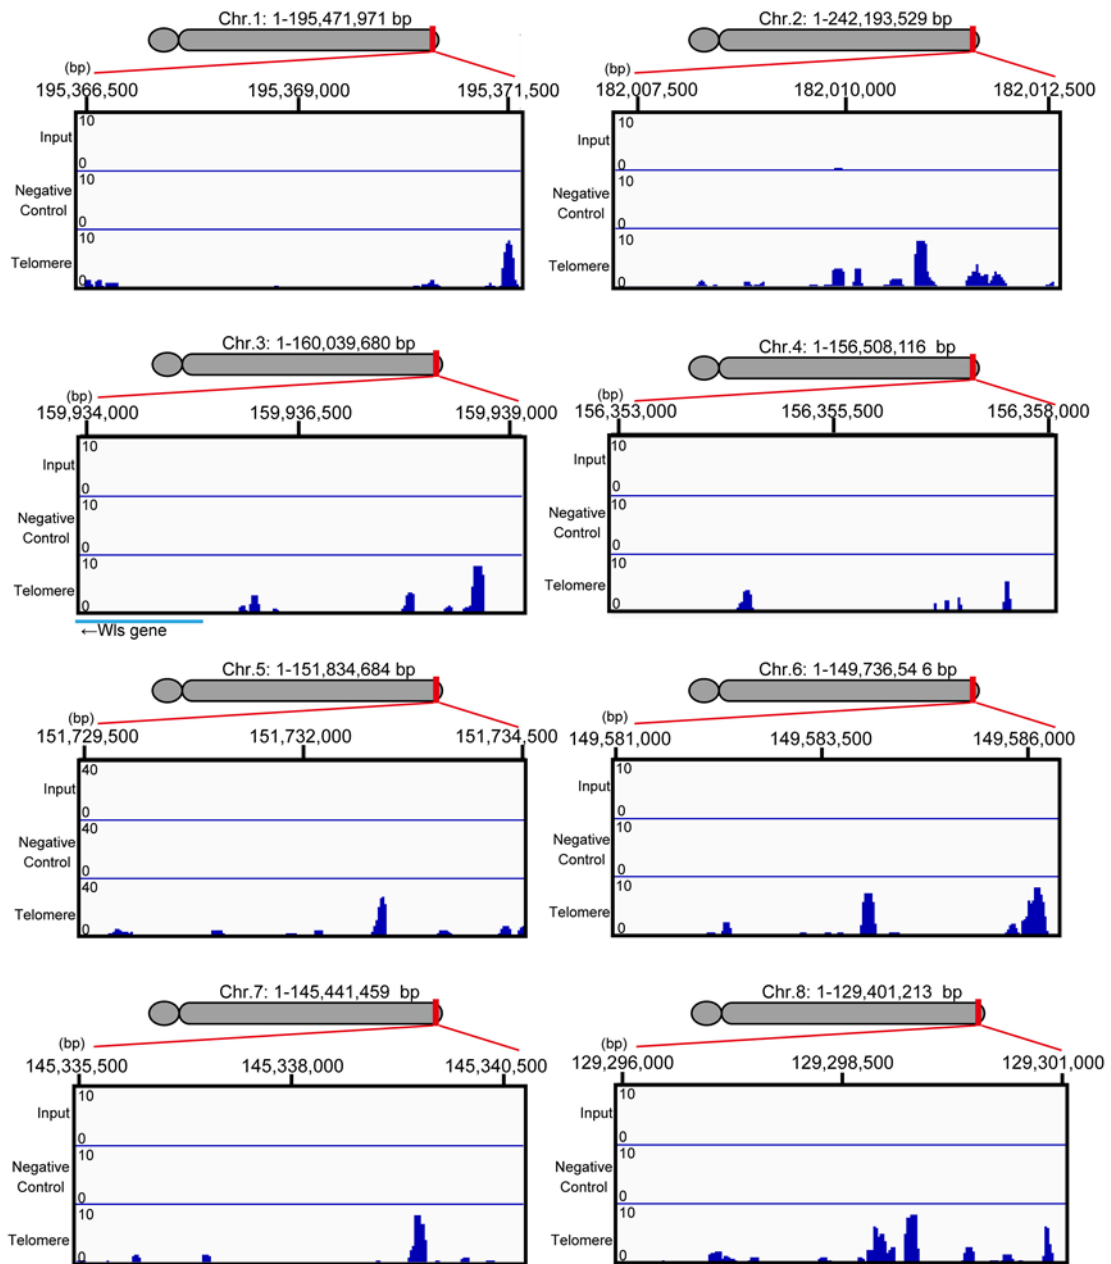 Chr.1: 1-195,471,971 bp
(bp)
195,366,500 195,369,000 195,371,500
10
Input
0
10
Negative
Control
0
10
Telomere
0
Chr.2: 1-242,193,529 bp
(bp)
182,007,500 182,010,000 182,012,500
10
Input
0
10
Negative
Control
0
10
Telomere
0
Chr.3: 1-160,039,680 bp
(bp)
159,934,000 159,936,500 159,939,000
10
Input
0
10
Negative
Control
0
10
Telomere
0
←Wls gene
Chr.4: 1-156,508,116 bp
(bp)
156,353,000 156,355,500 156,358,000
10
Input
0
10
Negative
Control
0
10
Telomere
0
Chr.5: 1-151,834,684 bp
(bp)
151,729,500 151,732,000 151,734,500
40
Input
0
40
Negative
Control
0
40
Telomere
0
Chr.6: 1-149,736,54 6 bp
(bp)
149,581,000 149,583,500 149,586,000
10
Input
0
10
Negative
Control
0
10
Telomere
0
Chr.7: 1-145,441,459 bp
(bp)
145,335,500 145,338,000 145,340,500
10
Input
0
10
Negative
Control
0
10
Telomere
0
Chr.8: 1-129,401,213 bp
(bp)
129,296,000 129,298,500 129,301,000
10
Input
0
10
Negative
Control
0
10
Telomere
0